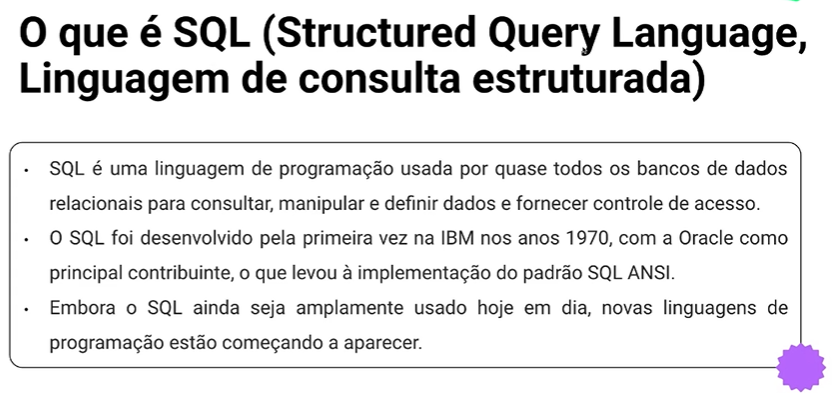 O que é SQL (Structured Query Language,
Linguagem de consulta estruturada)
• SQL é uma linguagem de programação usada por quase todos os bancos de dados
relacionais para consultar, manipular e definir dados e fornecer controle de acesso.
• O SQL foi desenvolvido pela primeira vez na IBM nos anos 1970, com a Oracle como
principal contribuinte, o que levou à implementação do padrão SQL ANSI.
• Embora o SQL ainda seja amplamente usado hoje em dia, novas linguagens de
programação estão começando a aparecer.